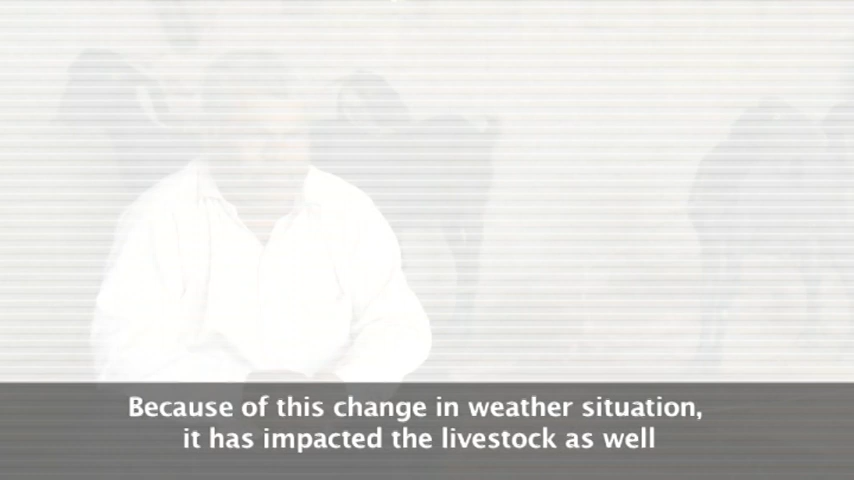 Because of this change in weather situation,
it has impacted the livestock as well